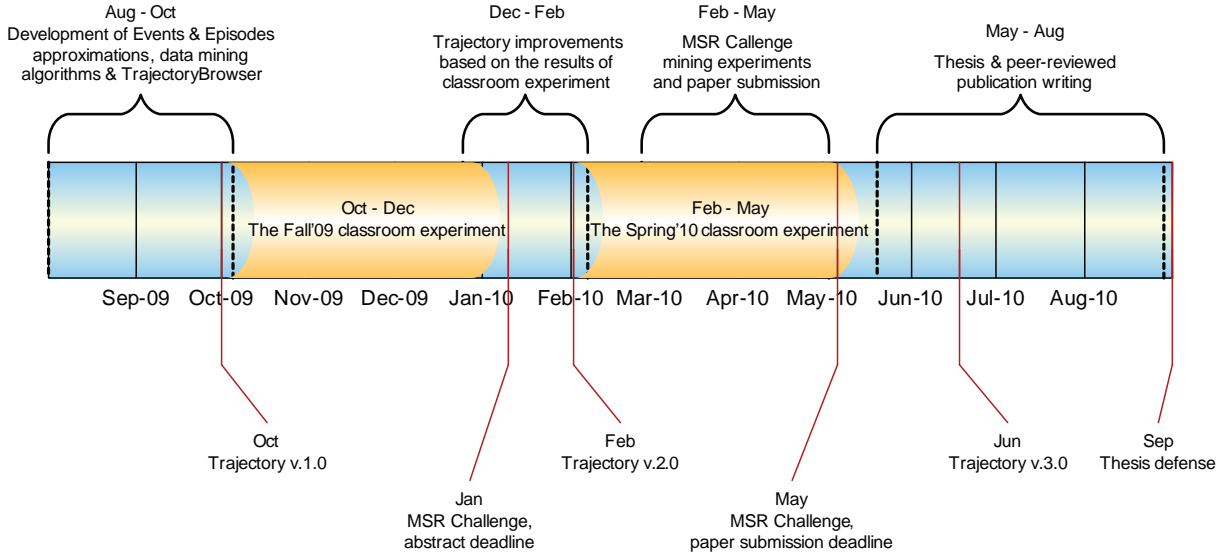 Aug - Oct
Development of Events & Episodes
approximations, data mining
algorithms & TrajectoryBrowser
Dec - Feb
Trajectory improvements
based on the results of
classroom experiment
Feb - May
MSR Callenge
mining experiments
and paper submission
May - Aug
Thesis & peer-reviewed
publication writing
Oct - Dec
The Fall'09 classroom experiment
Feb - May
The Spring'10 classroom experiment
Sep-09 Oct-09 Nov-09 Dec-09 Jan-10 Feb-10 Mar-10 Apr-10 May-10 Jun-10 Jul-10 Aug-10
Oct
Trajectory v.1.0
Feb
Trajectory v.2.0
Jun
Trajectory v.3.0
Sep
Thesis defense
Jan
MSR Challenge,
abstract deadline
May
MSR Challenge,
paper submission deadline